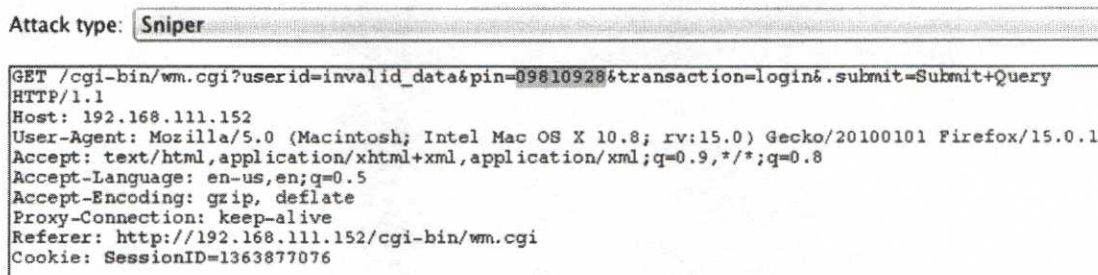 Attack type: Sniper
GET /cgi-bin/wm.cgi?userid=invalid_data&pin=09810928&transaction=login&.submit=Submit+Query
HTTP/1.1
Host: 192.168.111.152
User-Agent: Mozilla/5.0 (Macintosh; Intel Mac OS X 10.8; rv:15.0) Gecko/20100101 Firefox/15.0.1
Accept: text/html,application/xhtml+xml,application/xml;q=0.9,*/*;q=0.8
Accept-Language: en-us,en;q=0.5
Accept-Encoding: gzip, deflate
Proxy-Connection: keep-alive
Referer: http://192.168.111.152/cgi-bin/wm.cgi
Cookie: SessionID=1363877076